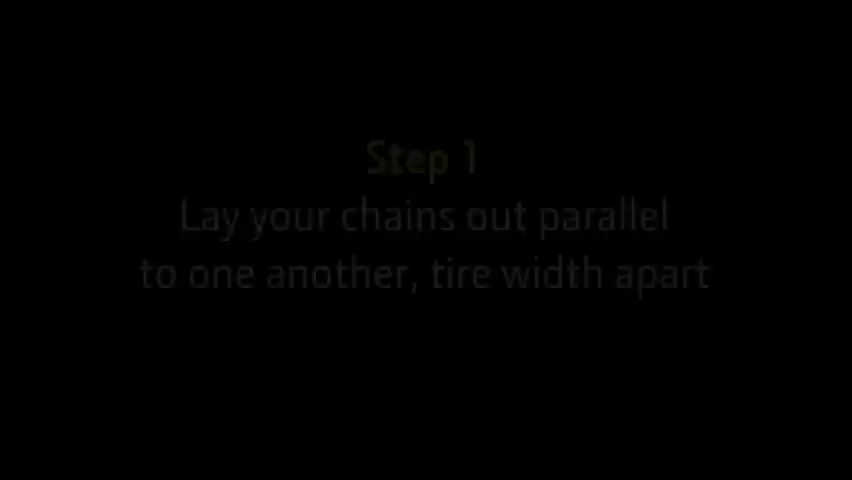 Step 1
Lay your chains out parallel
to one another, tire width apart